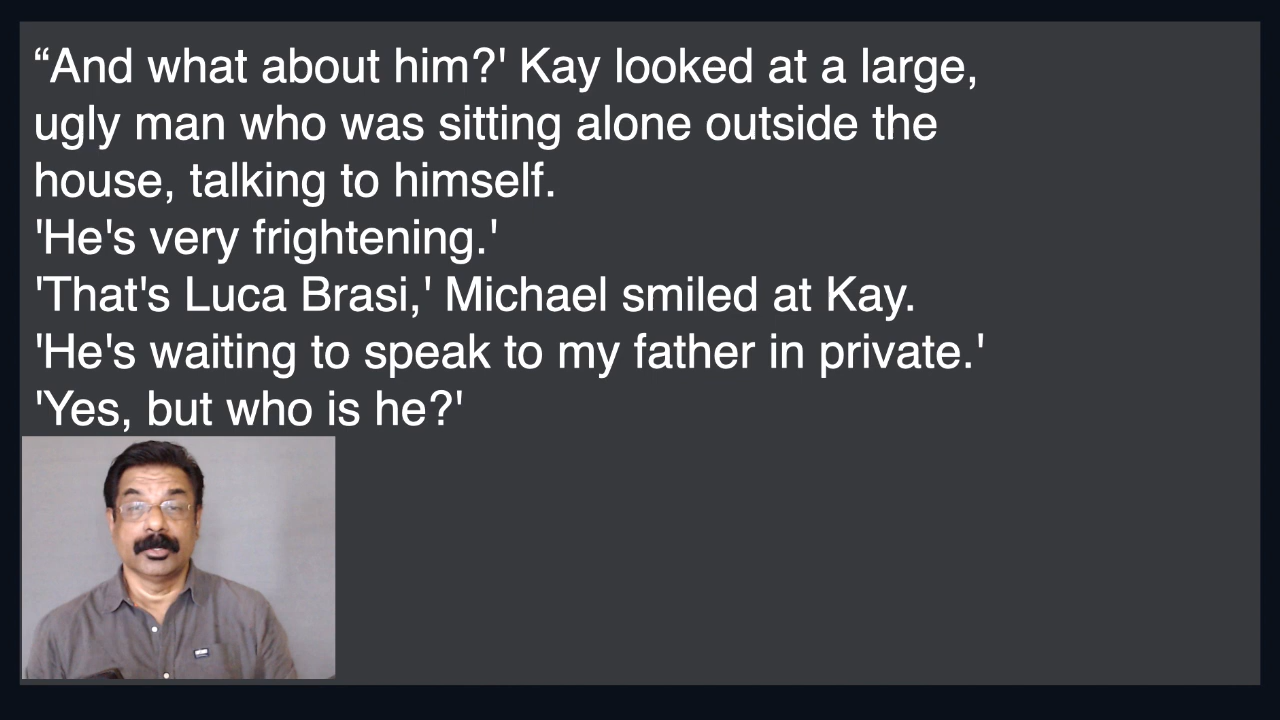 “And what about him?' Kay looked at a large,
ugly man who was sitting alone outside the
house, talking to himself.
'He's very frightening.'
'That's Luca Brasi,' Michael smiled at Kay.
'He's waiting to speak to my father in private.'
'Yes, but who is he?'